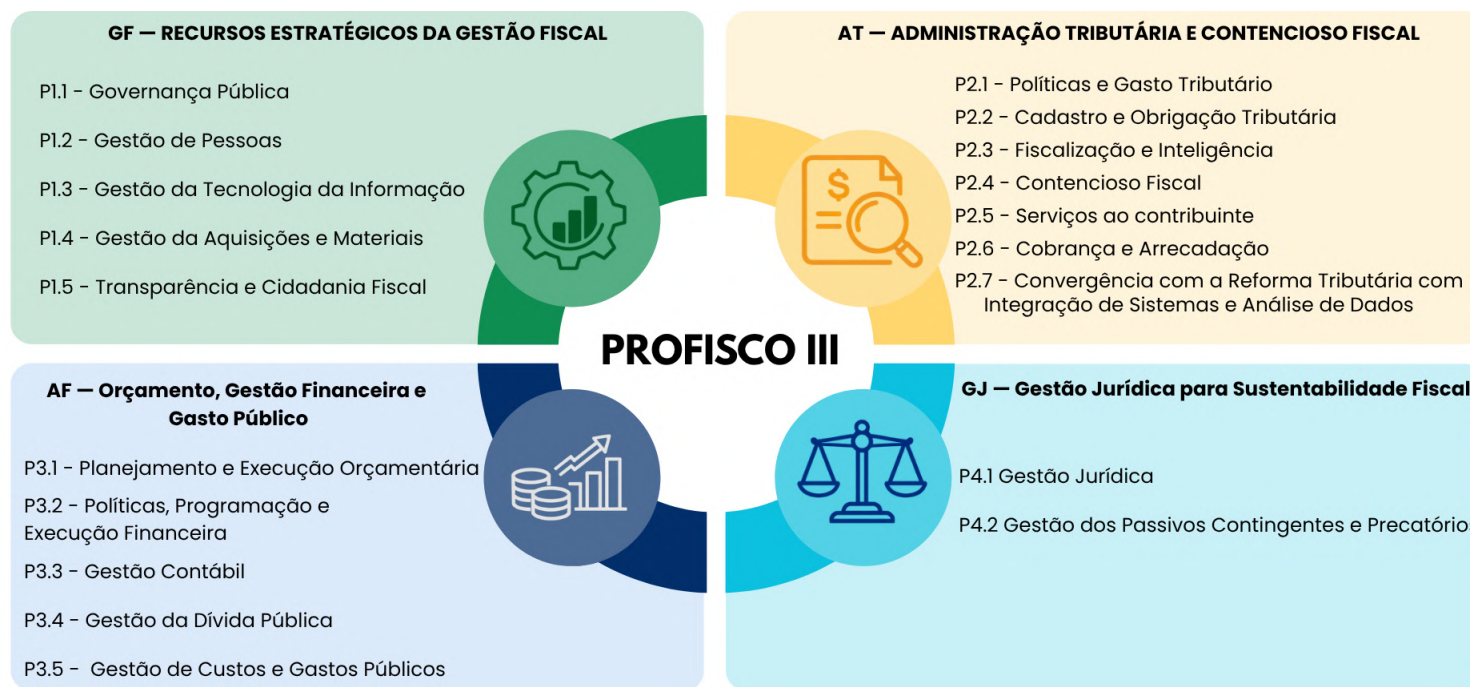 GF — RECURSOS ESTRATÉGICOS DA GESTÃO FISCAL
P1.1 - Governança Pública
P1.2 - Gestão de Pessoas
P1.3 - Gestão da Tecnologia da Informação
P1.4 - Gestão da Aquisições e Materiais
P1.5 - Transparência e Cidadania Fiscal
AT — ADMINISTRAÇÃO TRIBUTÁRIA E CONTENCIOSO FISCAL
P2.1 - Políticas e Gasto Tributário
P2.2 - Cadastro e Obrigação Tributária
P2.3 - Fiscalização e Inteligência
P2.4 - Contencioso Fiscal
P2.5 - Serviços ao contribuinte
P2.6 - Cobrança e Arrecadação
P2.7 - Convergência com a Reforma Tributária com
Integração de Sistemas e Análise de Dados
$
PROFISCO III
AF — Orçamento, Gestão Financeira e
Gasto Público
P3.1 - Planejamento e Execução Orçamentária
P3.2 - Políticas, Programação e
Execução Financeira
P3.3 - Gestão Contábil
P3.4 - Gestão da Dívida Pública
P3.5 - Gestão de Custos e Gastos Públicos
GJ — Gestão Jurídica para Sustentabilidade Fiscal
P4.1 Gestão Jurídica
P4.2 Gestão dos Passivos Contingentes e Precatórios